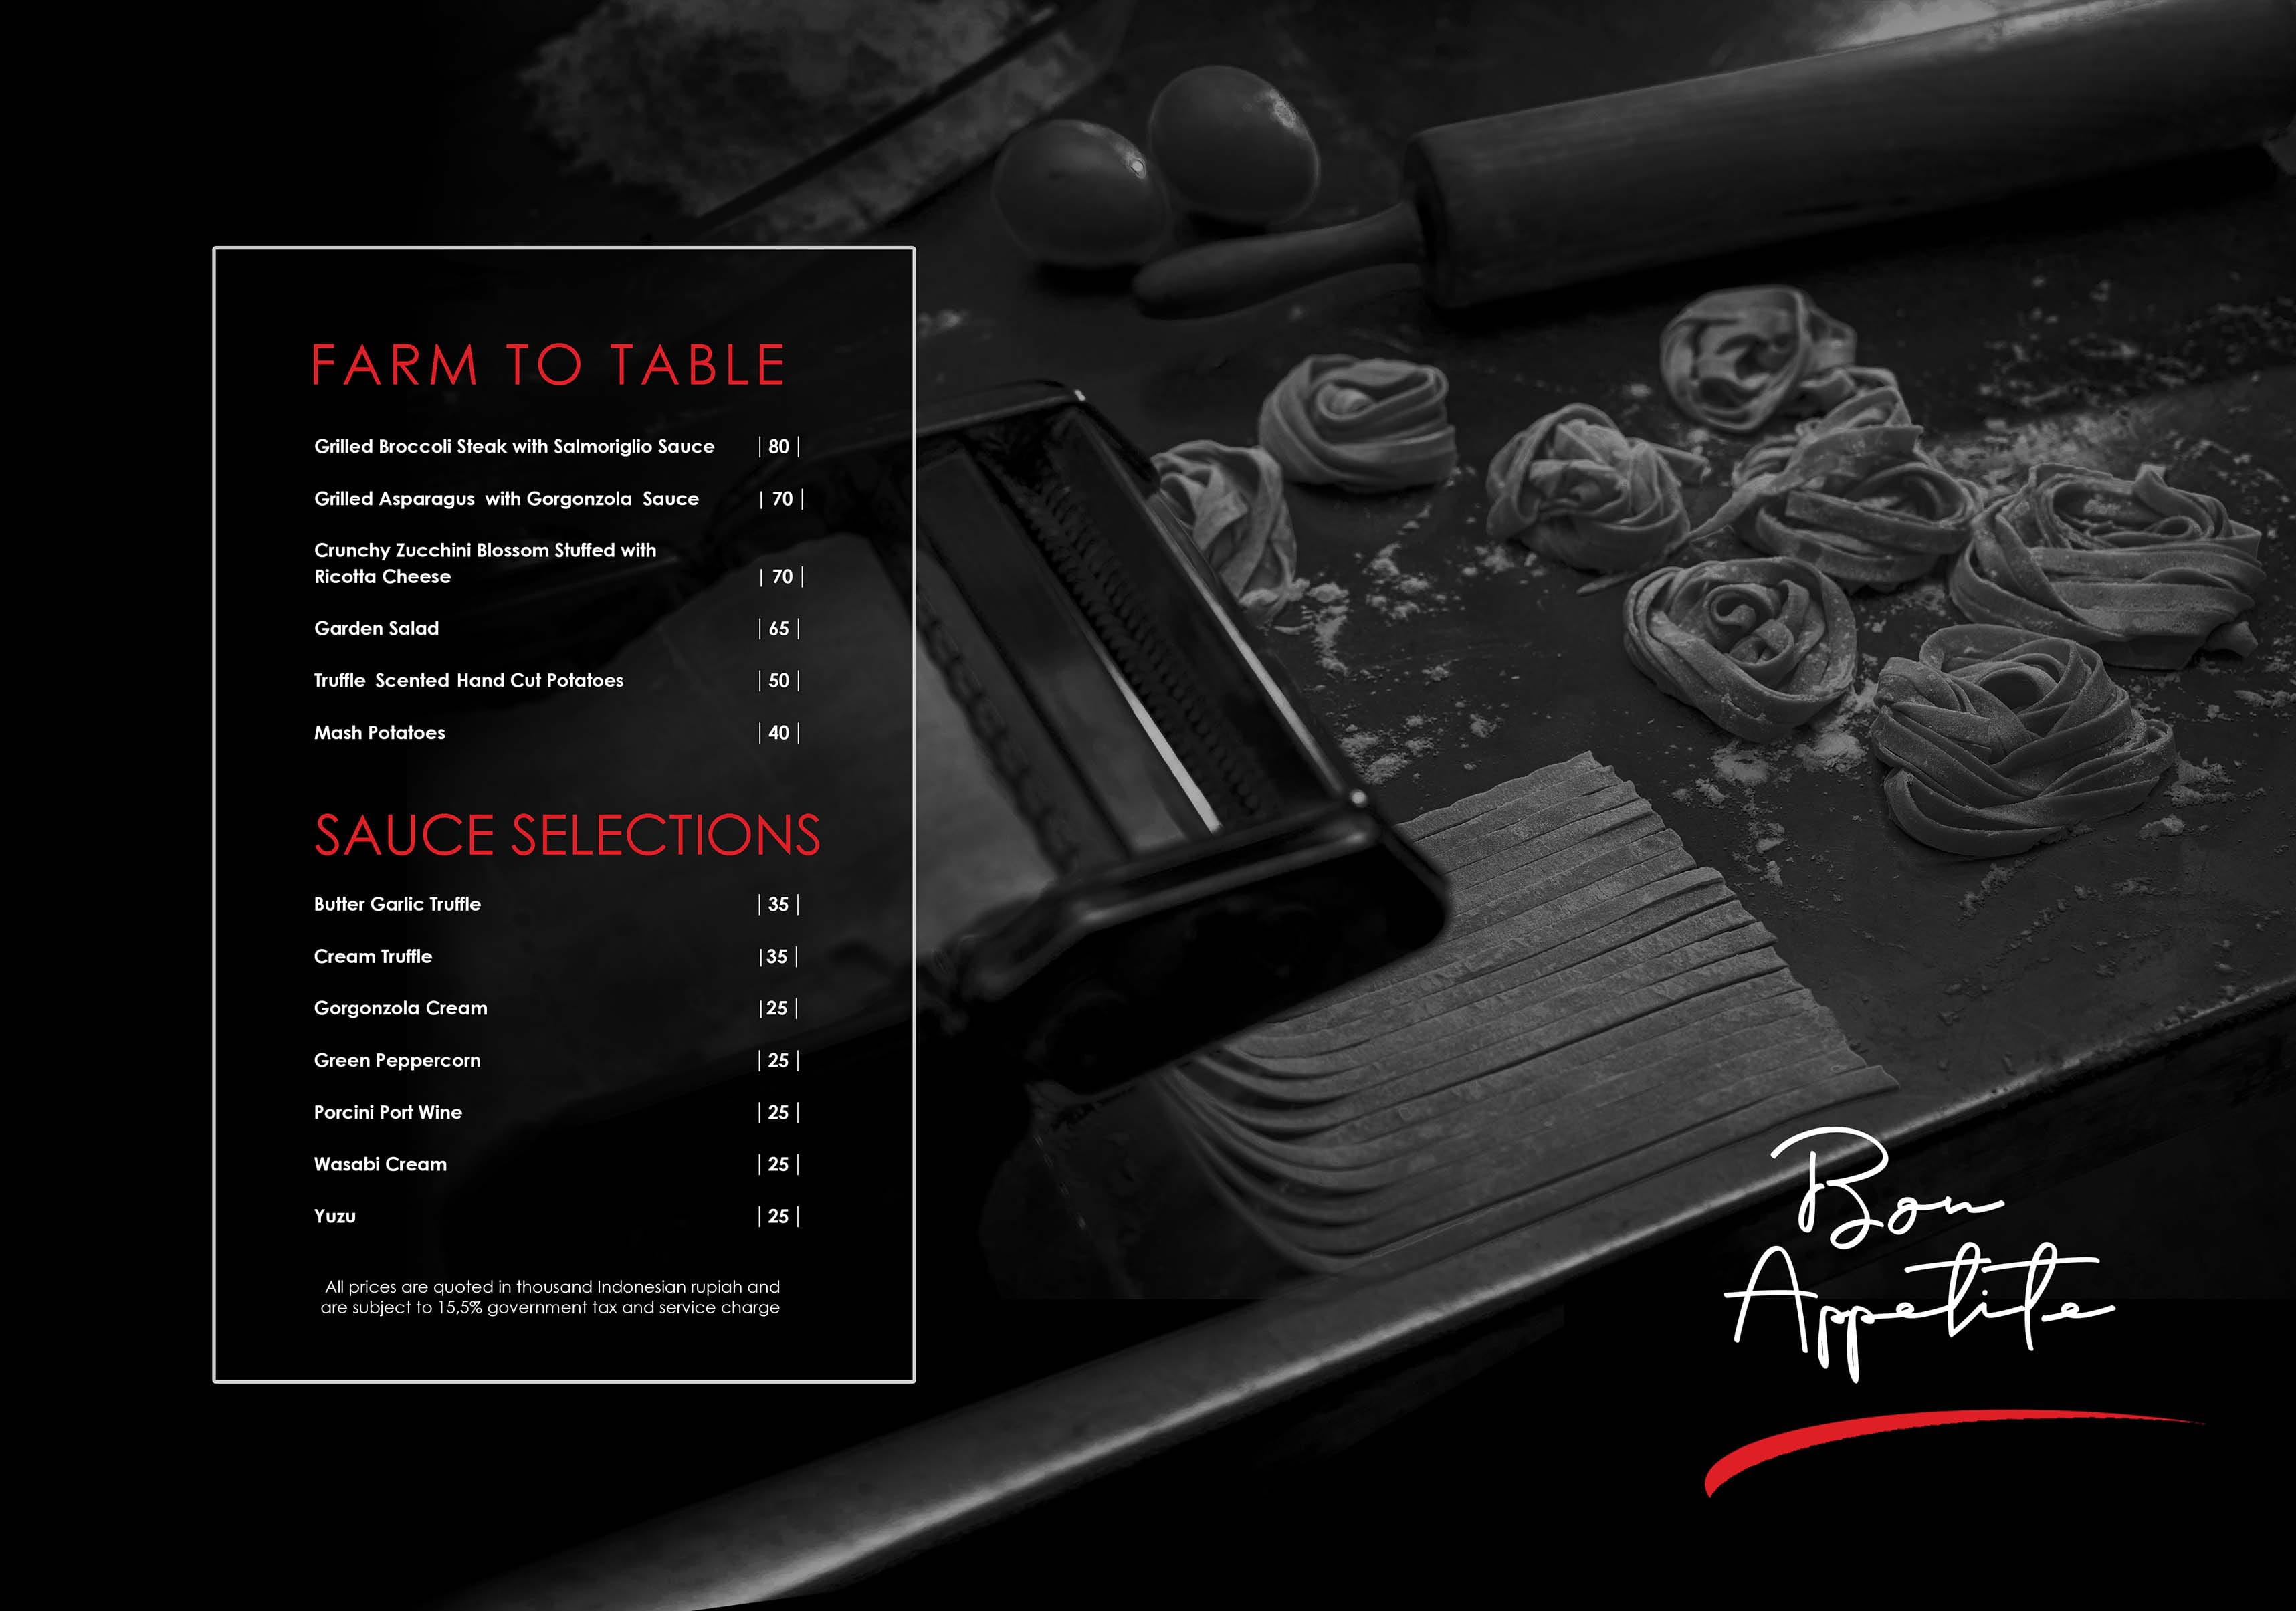 FARM TO TABLE
Grilled Broccoli Steak with Salmoriglio Sauce | 80 |
Grilled Asparagus with Gorgonzola Sauce | 70 |
Crunchy Zucchini Blossom Stuffed with
Ricotta Cheese | 70 |
Garden Salad | 65 |
Truffle Scented Hand Cut Potatoes | 50 |
Mash Potatoes | 40 |
SAUCE SELECTIONS
Butter Garlic Truffle | 35 |
Cream Truffle |35 |
Gorgonzola Cream |25 |
Green Peppercorn | 25 |
Porcini Port Wine | 25 |
Wasabi Cream | 25 |
Yuzu | 25 |
All prices are quoted in thousand Indonesian rupiah and
are subject to 15,5% government tax and service charge
Bon
Appetite